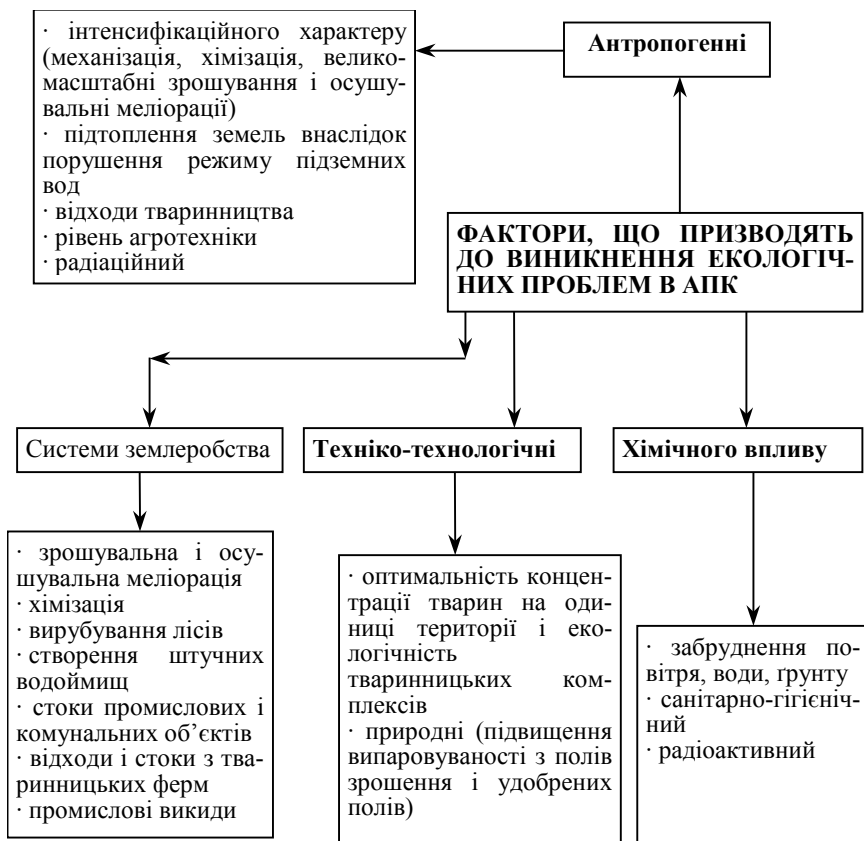 · інтенсифікаційного характеру
(механізація, хімізація, велико-
масштабні зрошування і осушу-
вальні меліорації)
· підтоплення земель внаслідок
порушення режиму підземних
вод
· відходи тваринництва
· рівень агротехніки
· радіаційний
Антропогенні
ФАКТОРИ, ЩО ПРИЗВОДЯТЬ
ДО ВИНИКНЕННЯ ЕКОЛОГІЧ-
НИХ ПРОБЛЕМ В АПК
Системи землеробства
Техніко-технологічні
Хімічного впливу
· зрошувальна і осу-
шувальна меліорація
· хімізація
· вирубування лісів
· створення штучних
водоймищ
· стоки промислових і
комунальних об’єктів
· відходи і стоки з тва-
ринницьких ферм
· промислові викиди
· оптимальність концен-
трації тварин на оди-
ниці території і еко-
логічність
тваринницьких ком-
плексів
· природні (підвищення
випаровуваності з полів
зрошення і удобрених
полів)
· забруднення по-
вітря, води, ґрунту
· санітарно-гігієніч-
ний
· радіоактивний